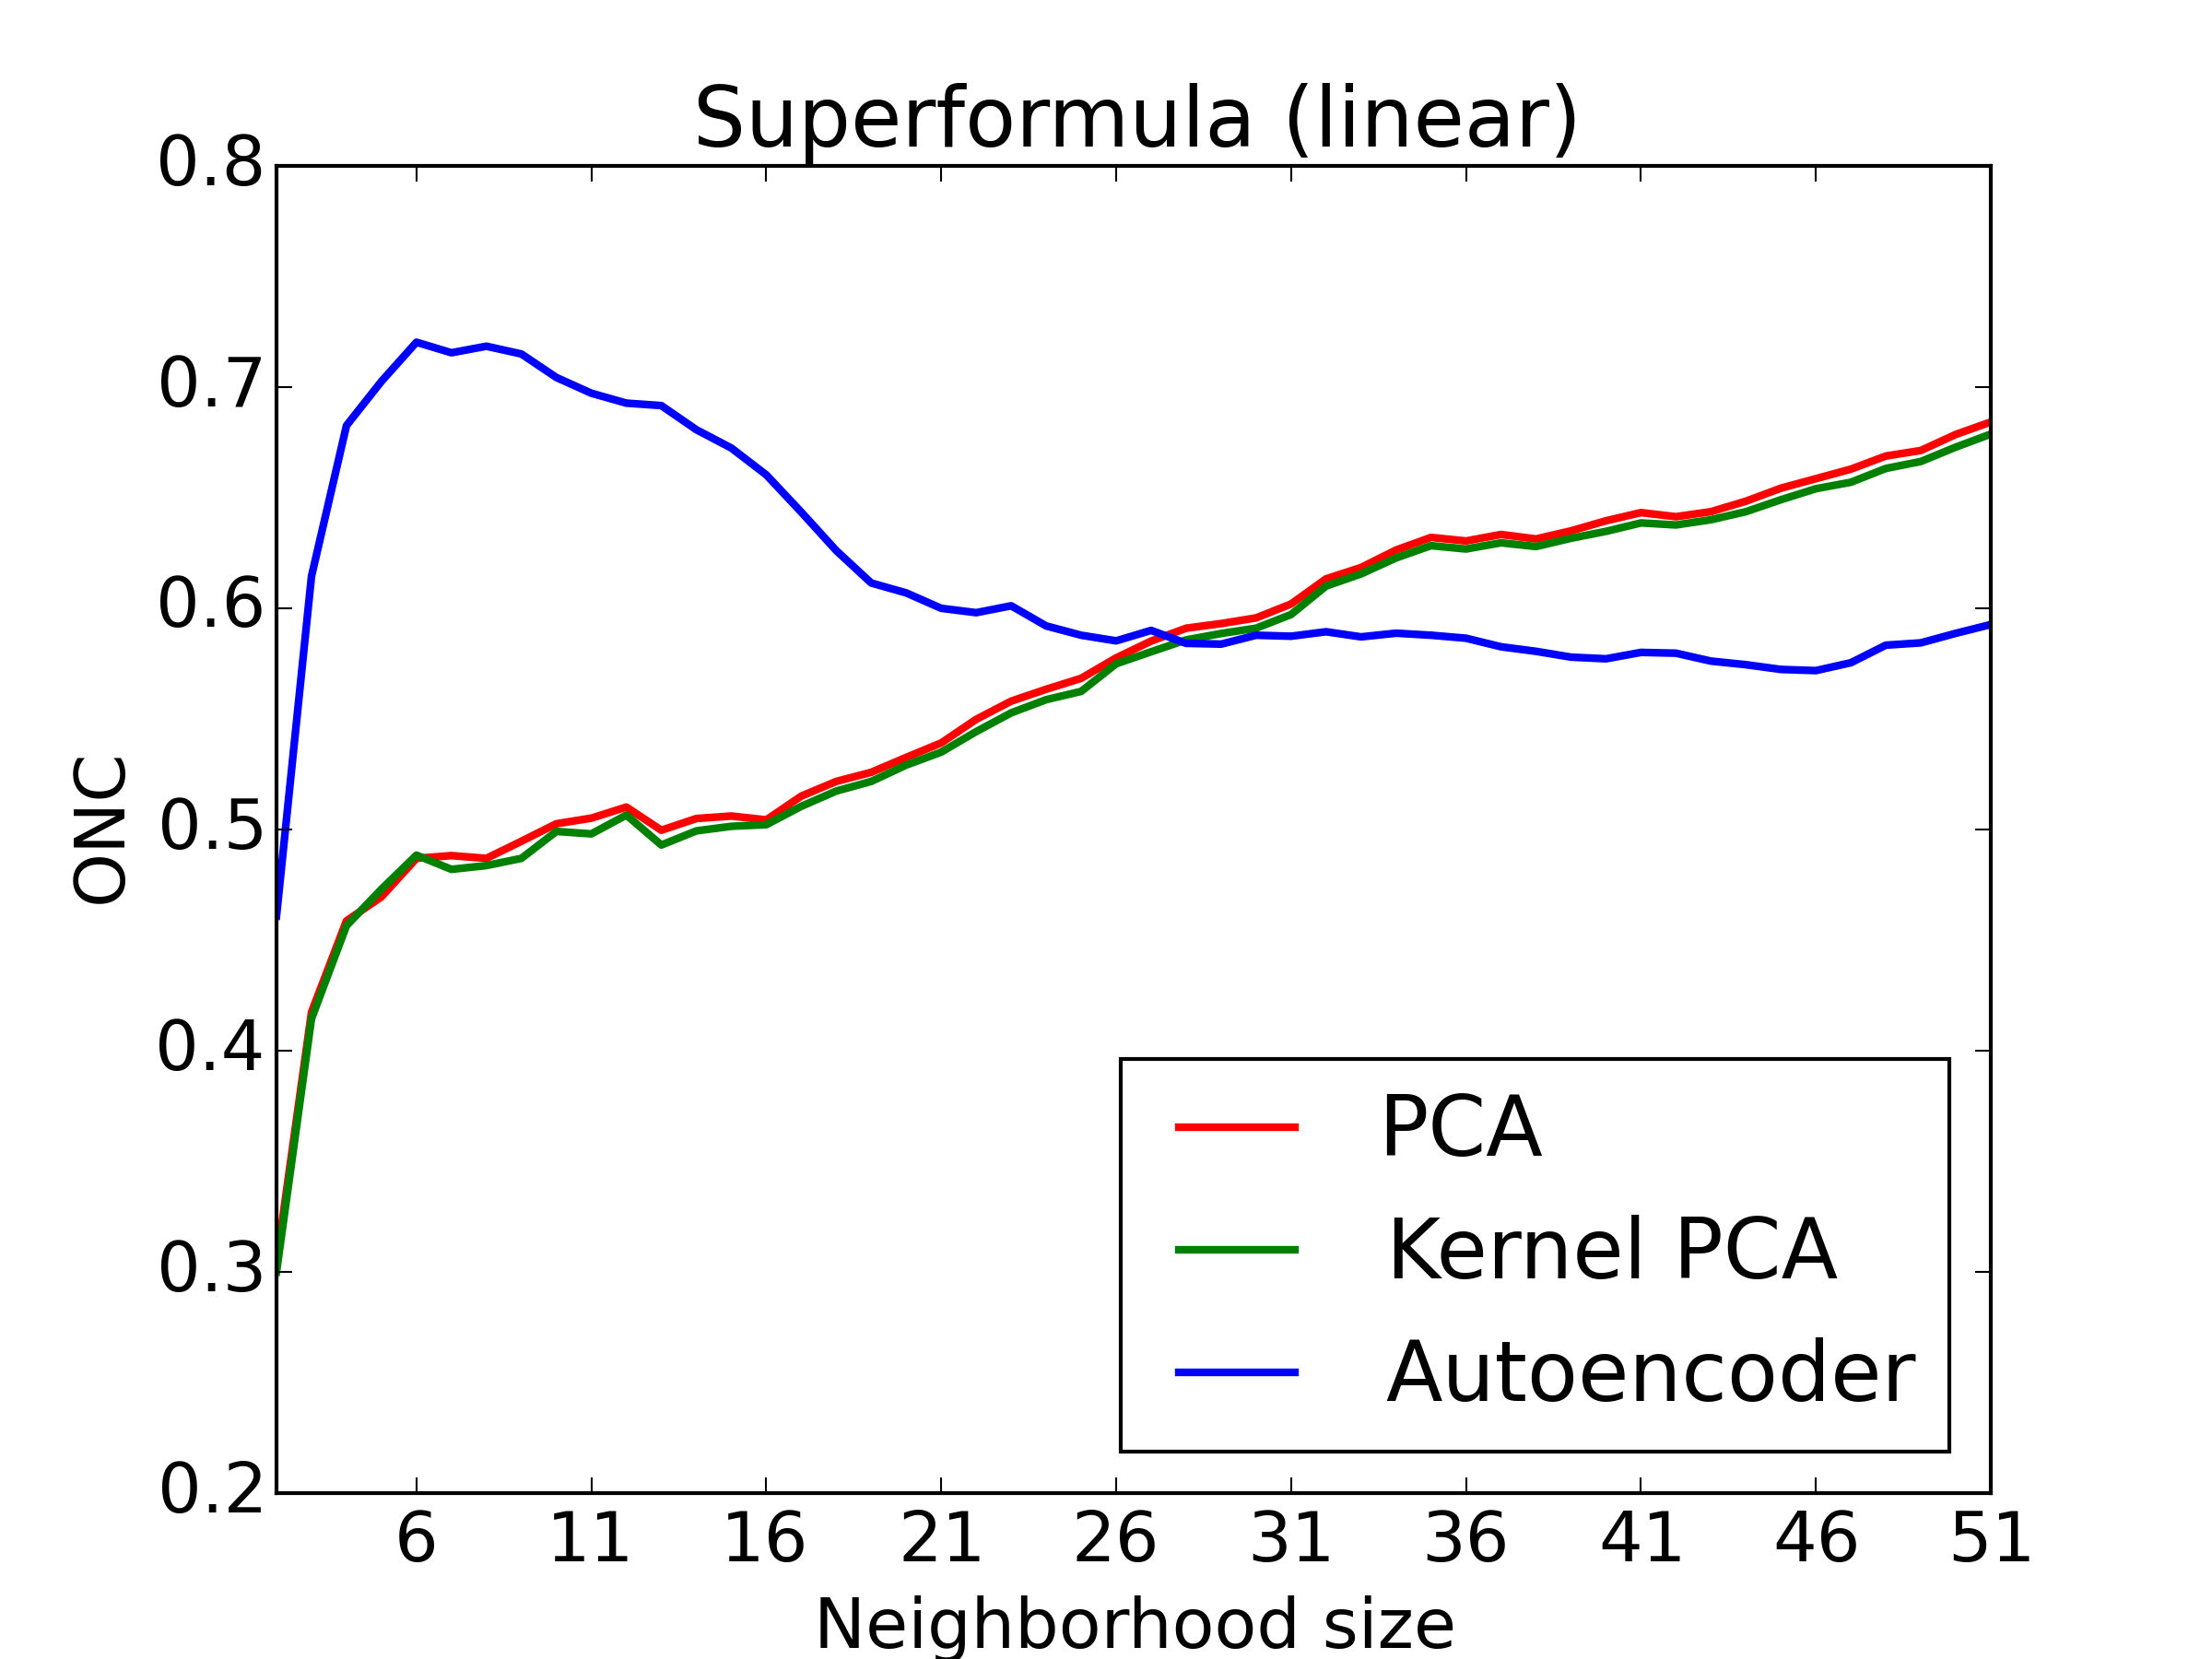 Superformula (linear)
0.8
0.7
0.6
0.5
0.4
0.3
0.2
ONC
PCA
Kernel PCA
Autoencoder
6 11 16 21 26 31 36 41 46 51
Neighborhood size